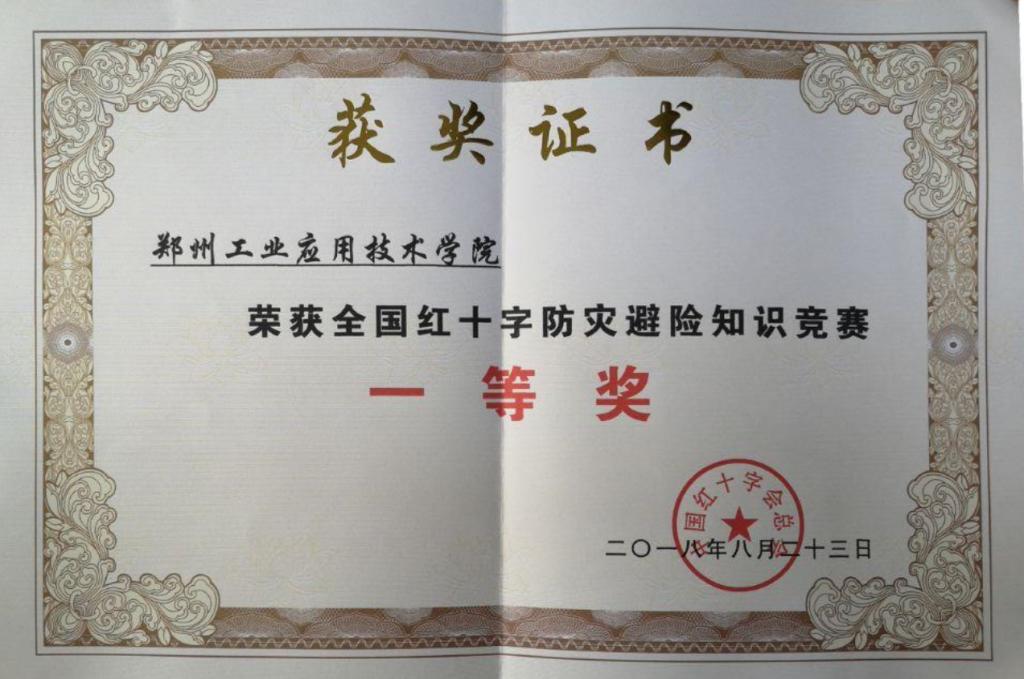 获奖证书
郑州工业应用技术学院
荣获全国红十字防灾避险知识竞赛
一等奖
中国红十字会总会
二〇一八年八月二十三日